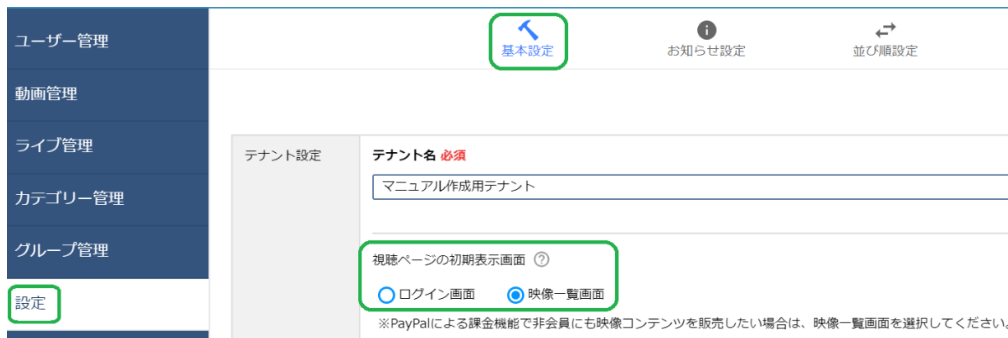 ユーザー管理
動画管理
ライブ管理
カテゴリー管理
グループ管理
設定
基本設定
お知らせ設定
並び順設定
テナント設定
テナント名 必須
マニュアル作成用テナント
視聴ページの初期表示画面 ?
ログイン画面 映像一覧画面
※PayPalによる課金機能で非会員にも映像コンテンツを販売したい場合は、映像一覧画面を選択してください。